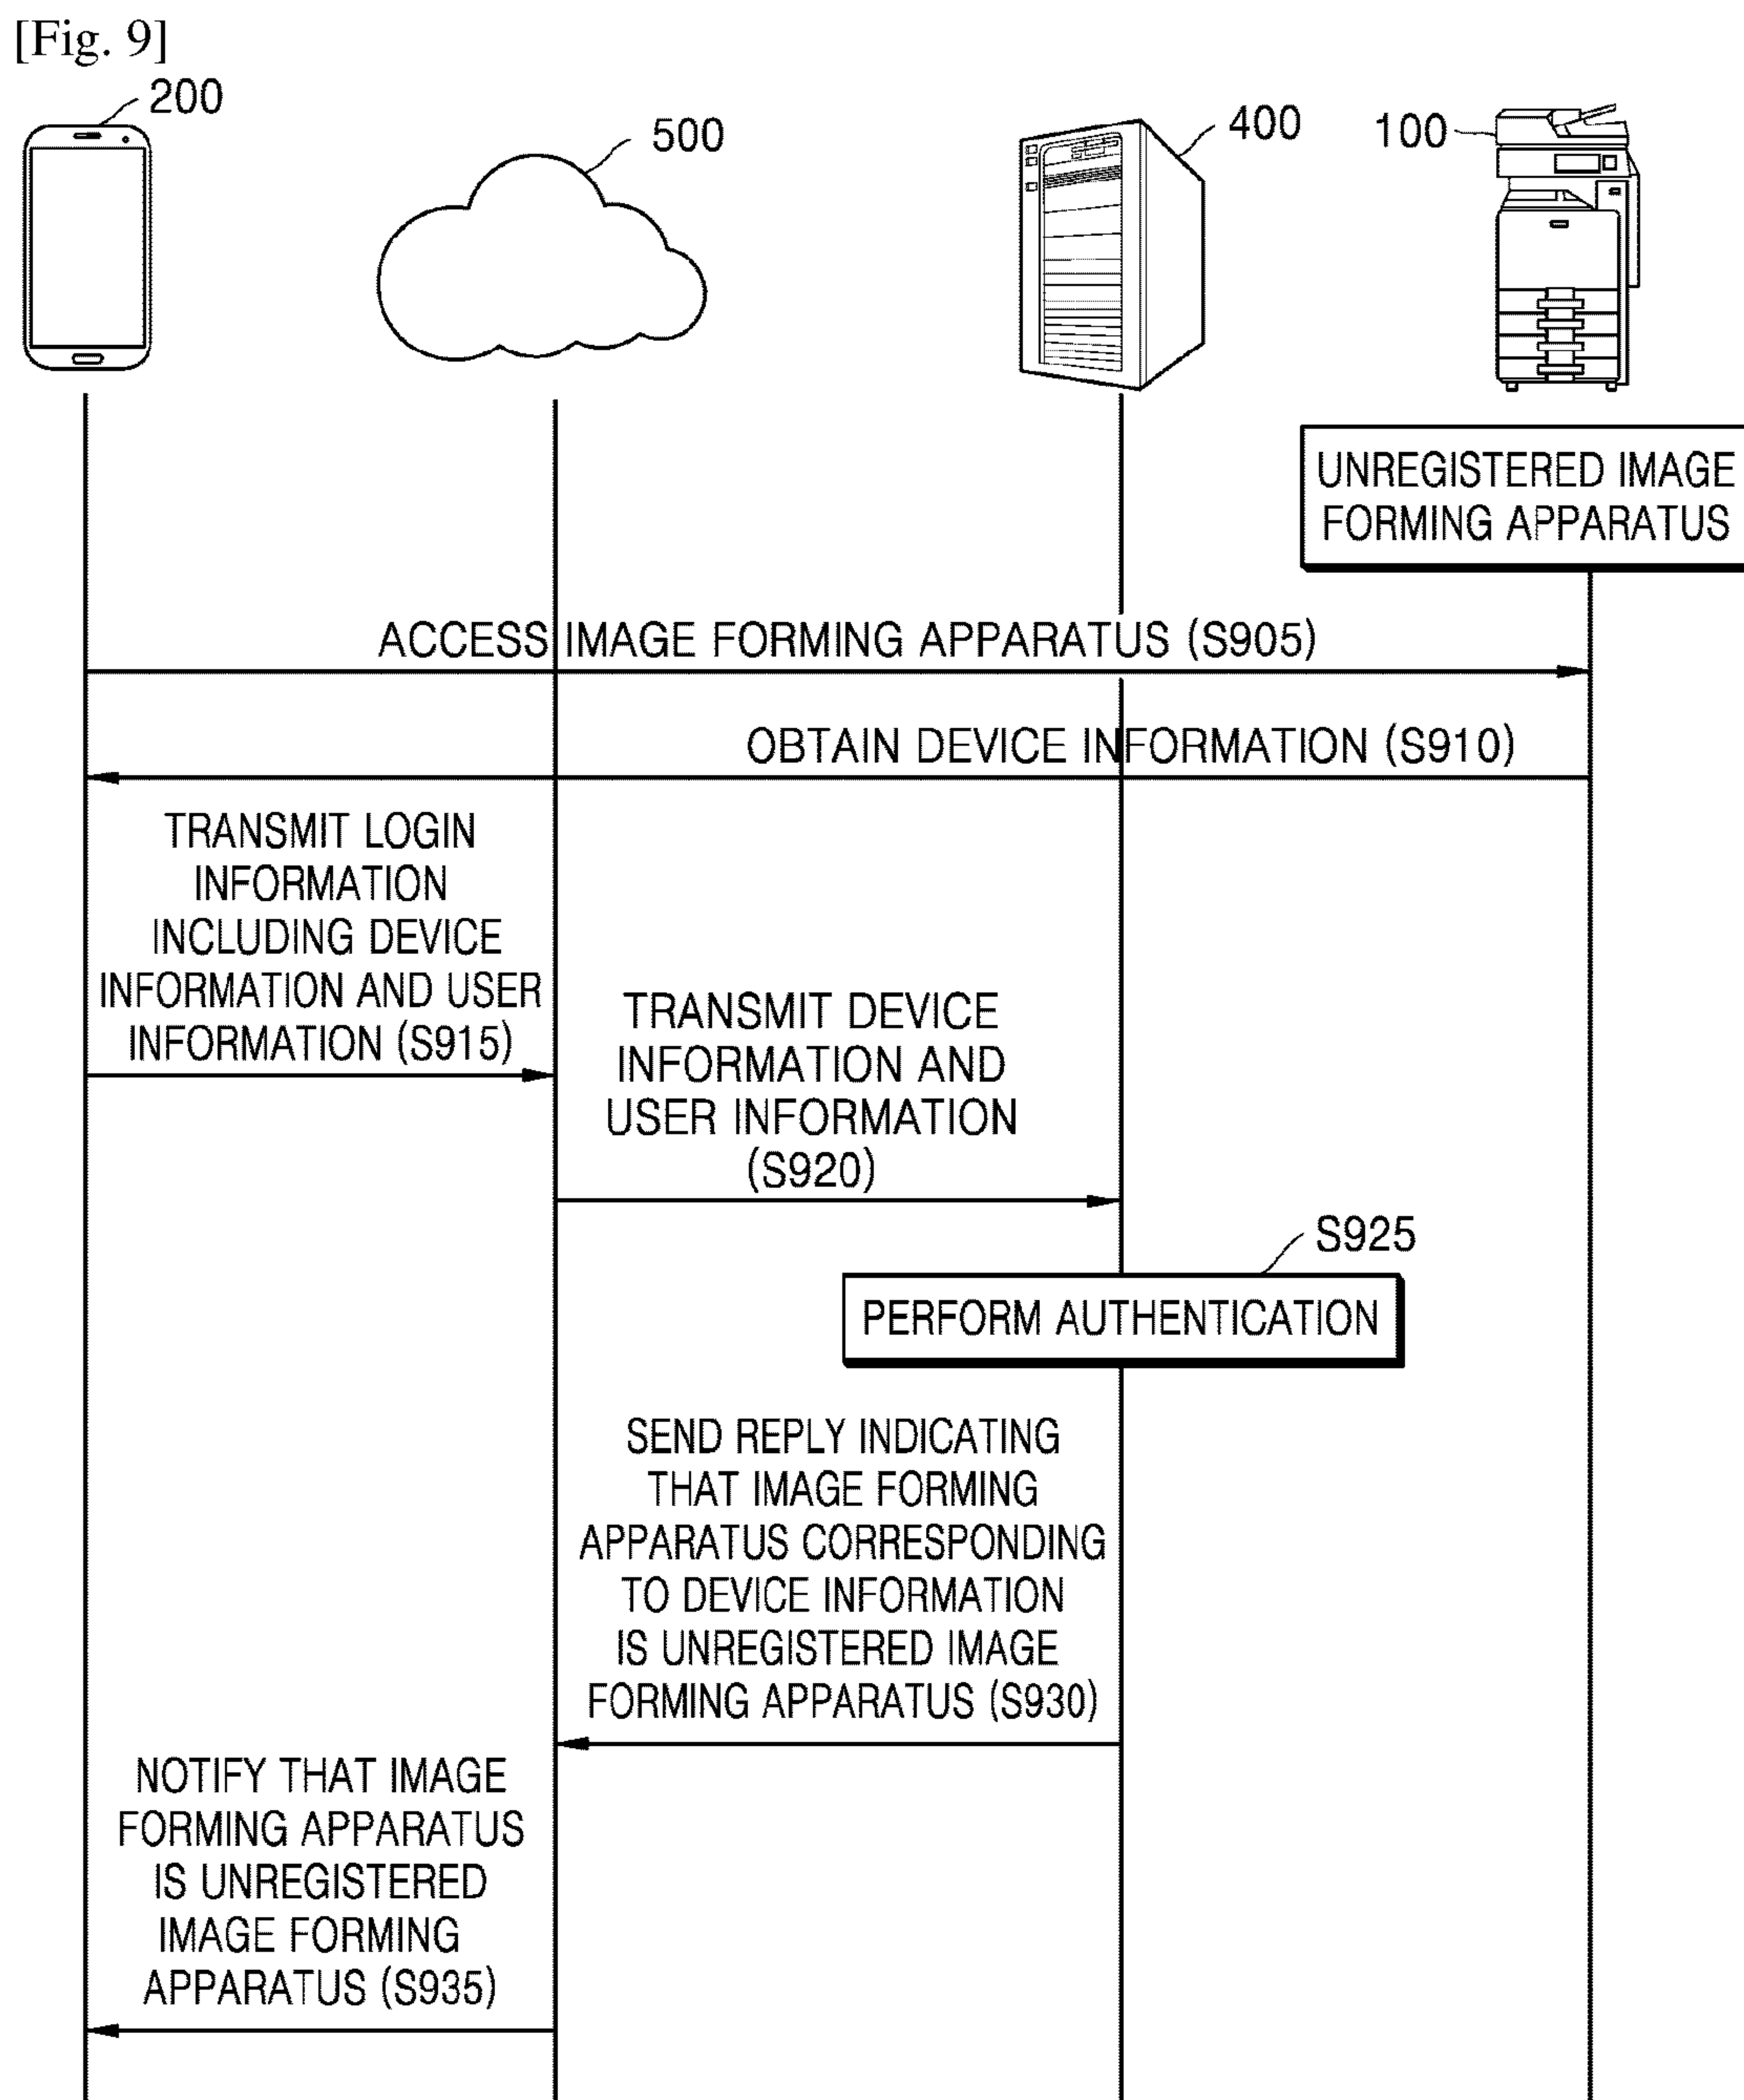 [Fig. 9]
200
500
400
100
UNREGISTERED IMAGE
FORMING APPARATUS
ACCESS IMAGE FORMING APPARATUS (S905)
OBTAIN DEVICE INFORMATION (S910)
TRANSMIT LOGIN
INFORMATION
INCLUDING DEVICE
INFORMATION AND USER
INFORMATION (S915)
TRANSMIT DEVICE
INFORMATION AND
USER INFORMATION
(S920)
S925
PERFORM AUTHENTICATION
SEND REPLY INDICATING
THAT IMAGE FORMING
APPARATUS CORRESPONDING
TO DEVICE INFORMATION
IS UNREGISTERED IMAGE
FORMING APPARATUS (S930)
NOTIFY THAT IMAGE
FORMING APPARATUS
IS UNREGISTERED
IMAGE FORMING
APPARATUS (S935)